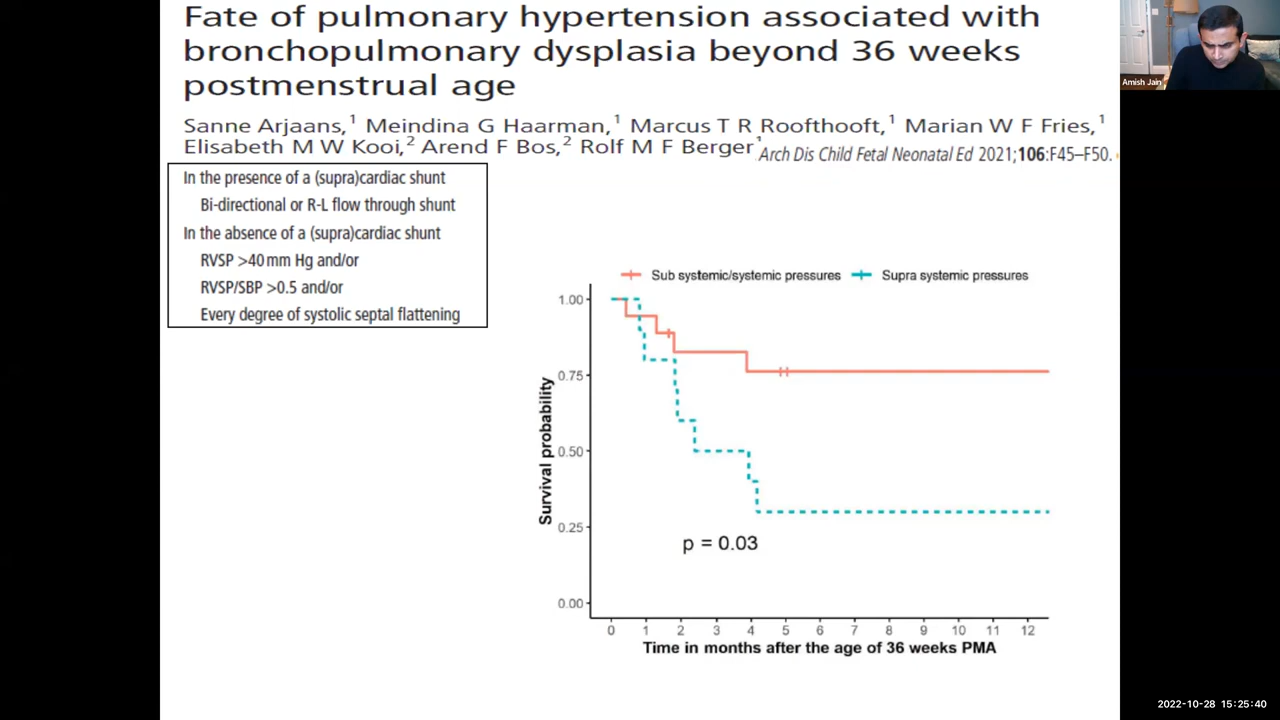 Fate of pulmonary hypertension associated with
bronchopulmonary dysplasia beyond 36 weeks
postmenstrual age
Sanne Arjaans,¹ Meindina G Haarman,¹ Marcus T R Roofthooft,¹ Marian W F Fries,¹
Elisabeth M W Kooi,² Arend F Bos,² Rolf M F Berger¹
Arch Dis Child Fetal Neonatal Ed 2021;106:F45–F50.
In the presence of a (supra)cardiac shunt
Bi-directional or R-L flow through shunt
In the absence of a (supra)cardiac shunt
RVSP >40 mm Hg and/or
RVSP/SBP >0.5 and/or
Every degree of systolic septal flattening
Sub systemic/systemic pressures Supra systemic pressures
1.00
0.75
0.50
0.25
0.00
Survival probability
p = 0.03
0 1 2 3 4 5 6 7 8 9 10 11 12
Time in months after the age of 36 weeks PMA
Amish Jain
2022-10-28 15:25:40